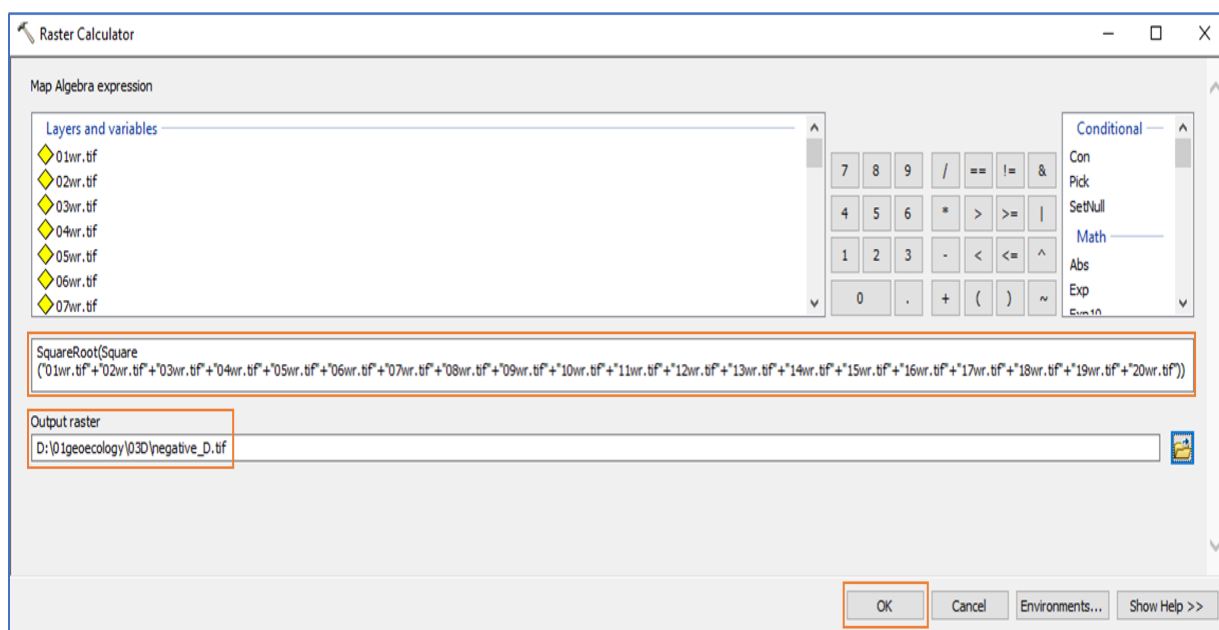 Raster Calculator
Map Algebra expression
Layers and variables
01wr.tif
02wr.tif
03wr.tif
04wr.tif
05wr.tif
06wr.tif
07wr.tif
7 8 9 / == != &
4 5 6 * > >= |
1 2 3 - < <= ^
0 . + ( ) ~
Conditional
Con
Pick
SetNull
Math
Abs
Exp
Exp10
SquareRoot(Square
("01wr.tif"+"02wr.tif"+"03wr.tif"+"04wr.tif"+"05wr.tif"+"06wr.tif"+"07wr.tif"+"08wr.tif"+"09wr.tif"+"10wr.tif"+"11wr.tif"+"12wr.tif"+"13wr.tif"+"14wr.tif"+"15wr.tif"+"16wr.tif"+"17wr.tif"+"18wr.tif"+"19wr.tif"+"20wr.tif"))
Output raster
D:\01geoecology\03D\negative_D.tif
OK Cancel Environments... Show Help >>